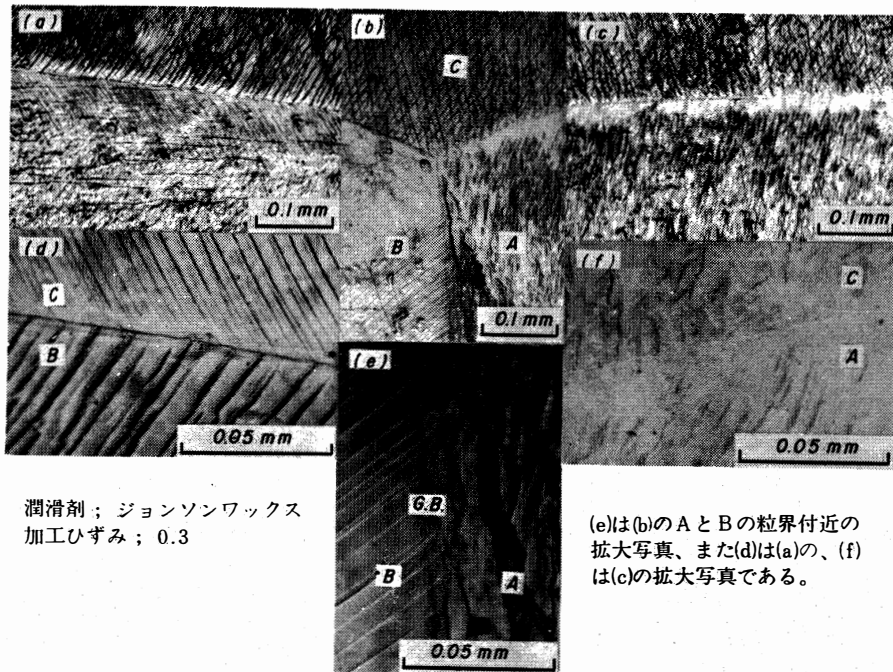 (a)
0.1 mm
(b)
C
B
A
0.1 mm
(c)
0.1 mm
(d)
C
B
0.05 mm
(e)
G.B.
B
A
0.05 mm
(f)
C
A
0.05 mm
潤滑剤 ; ジョンソンワックス
加工ひずみ ; 0.3
(e)は(b)のAとBの粒界付近の
拡大写真、また(d)は(a)の、(f)
は(c)の拡大写真である。